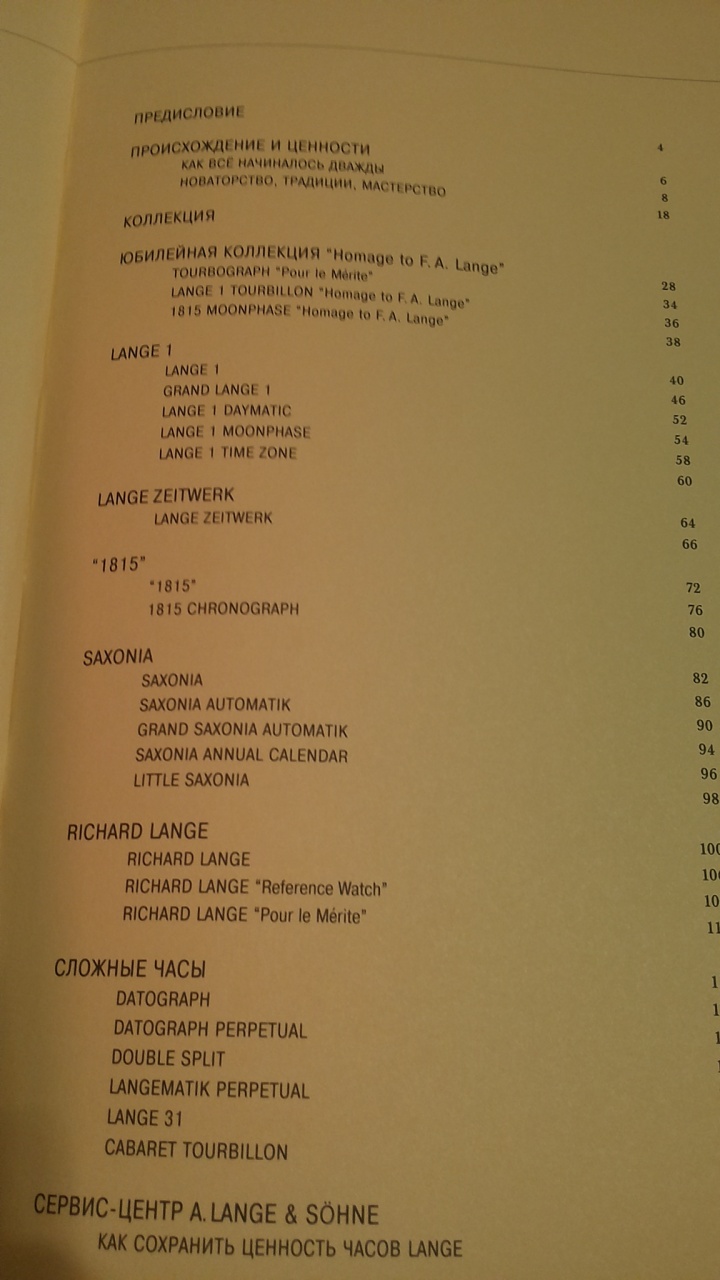 ПРЕДИСЛОВИЕ 4
ПРОИСХОЖДЕНИЕ И ЦЕННОСТИ 6
КАК ВСЁ НАЧИНАЛОСЬ ДВАЖДЫ 8
НОВАТОРСТВО, ТРАДИЦИИ, МАСТЕРСТВО 18
КОЛЛЕКЦИЯ
ЮБИЛЕЙНАЯ КОЛЛЕКЦИЯ "Homage to F. A. Lange" 28
TOURBOGRAPH "Pour le Mérite" 34
LANGE 1 TOURBILLON "Homage to F. A. Lange" 36
1815 MOONPHASE "Homage to F. A. Lange" 38
LANGE 1 40
LANGE 1 46
GRAND LANGE 1 52
LANGE 1 DAYMATIC 54
LANGE 1 MOONPHASE 58
LANGE 1 TIME ZONE 60
LANGE ZEITWERK 64
LANGE ZEITWERK 66
"1815" 72
"1815" 76
1815 CHRONOGRAPH 80
SAXONIA 82
SAXONIA 86
SAXONIA AUTOMATIK 90
GRAND SAXONIA AUTOMATIK 94
SAXONIA ANNUAL CALENDAR 96
LITTLE SAXONIA 98
RICHARD LANGE 100
RICHARD LANGE
RICHARD LANGE "Reference Watch"
RICHARD LANGE "Pour le Mérite"
СЛОЖНЫЕ ЧАСЫ
DATOGRAPH
DATOGRAPH PERPETUAL
DOUBLE SPLIT
LANGEMATIK PERPETUAL
LANGE 31
CABARET TOURBILLON
СЕРВИС-ЦЕНТР A. LANGE & SÖHNE
КАК СОХРАНИТЬ ЦЕННОСТЬ ЧАСОВ LANGE